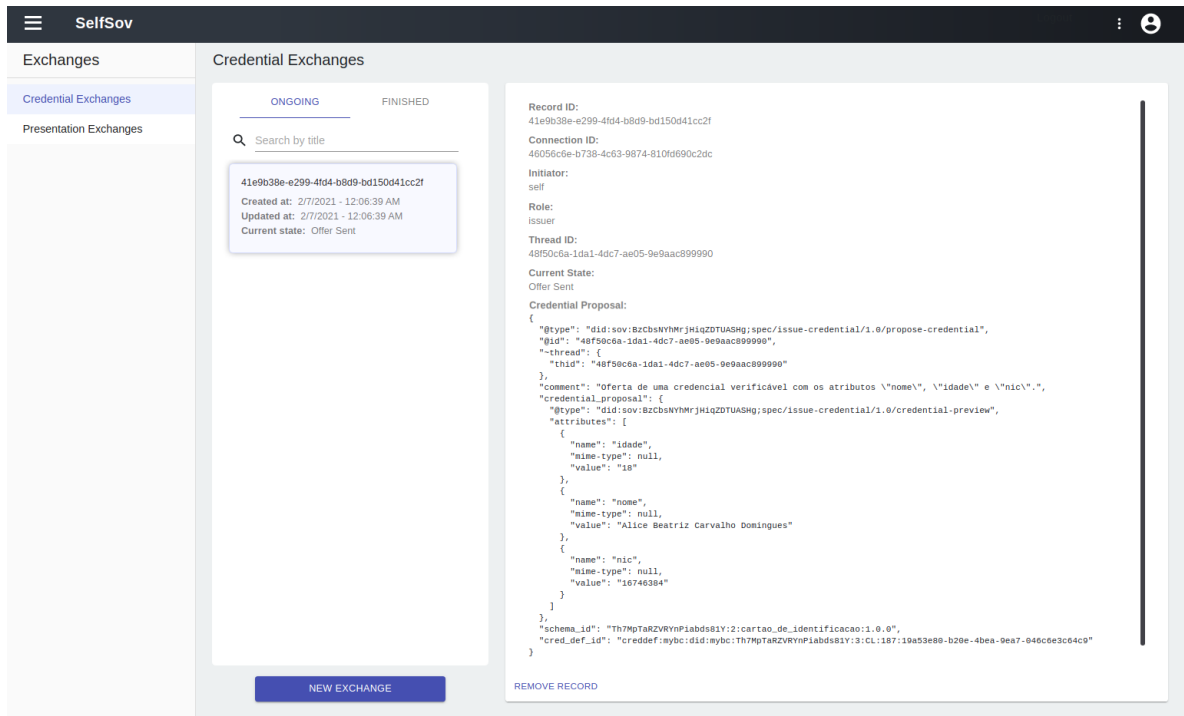 SelfSov
Exchanges
Credential Exchanges
Presentation Exchanges
Credential Exchanges
ONGOING
FINISHED
Search by title
41e9b38e-e299-4fd4-b8d9-bd150d41cc2f
Created at: 2/7/2021 - 12:06:39 AM
Updated at: 2/7/2021 - 12:06:39 AM
Current state: Offer Sent
NEW EXCHANGE
Record ID:
41e9b38e-e299-4fd4-b8d9-bd150d41cc2f
Connection ID:
46056c6e-b738-4c63-9874-810fd690c2dc
Initiator:
self
Role:
issuer
Thread ID:
48f50c6a-1da1-4dc7-ae05-9e9aac899990
Current State:
Offer Sent
Credential Proposal:
{
"@type": "did:sov:BzCbsNYhMrjHiqZDTUASHg;spec/issue-credential/1.0/propose-credential",
"@id": "48f50c6a-1da1-4dc7-ae05-9e9aac899990",
"~thread": {
"thid": "48f50c6a-1da1-4dc7-ae05-9e9aac899990"
},
"comment": "Oferta de uma credencial verificável com os atributos \"nome\", \"idade\" e \"nic\".",
"credential_proposal": {
"@type": "did:sov:BzCbsNYhMrjHiqZDTUASHg;spec/issue-credential/1.0/credential-preview",
"attributes": [
{
"name": "idade",
"mime-type": null,
"value": "18"
},
{
"name": "nome",
"mime-type": null,
"value": "Alice Beatriz Carvalho Domingues"
},
{
"name": "nic",
"mime-type": null,
"value": "16746384"
}
]
},
"schema_id": "Th7MpTaRZVRYnPiabds81Y:2:cartao_de_identificacao:1.0.0",
"cred_def_id": "creddef:mybc:did:mybc:Th7MpTaRZVRYnPiabds81Y:3:CL:187:19a53e80-b20e-4bea-9ea7-046c6e3c64c9"
}
REMOVE RECORD